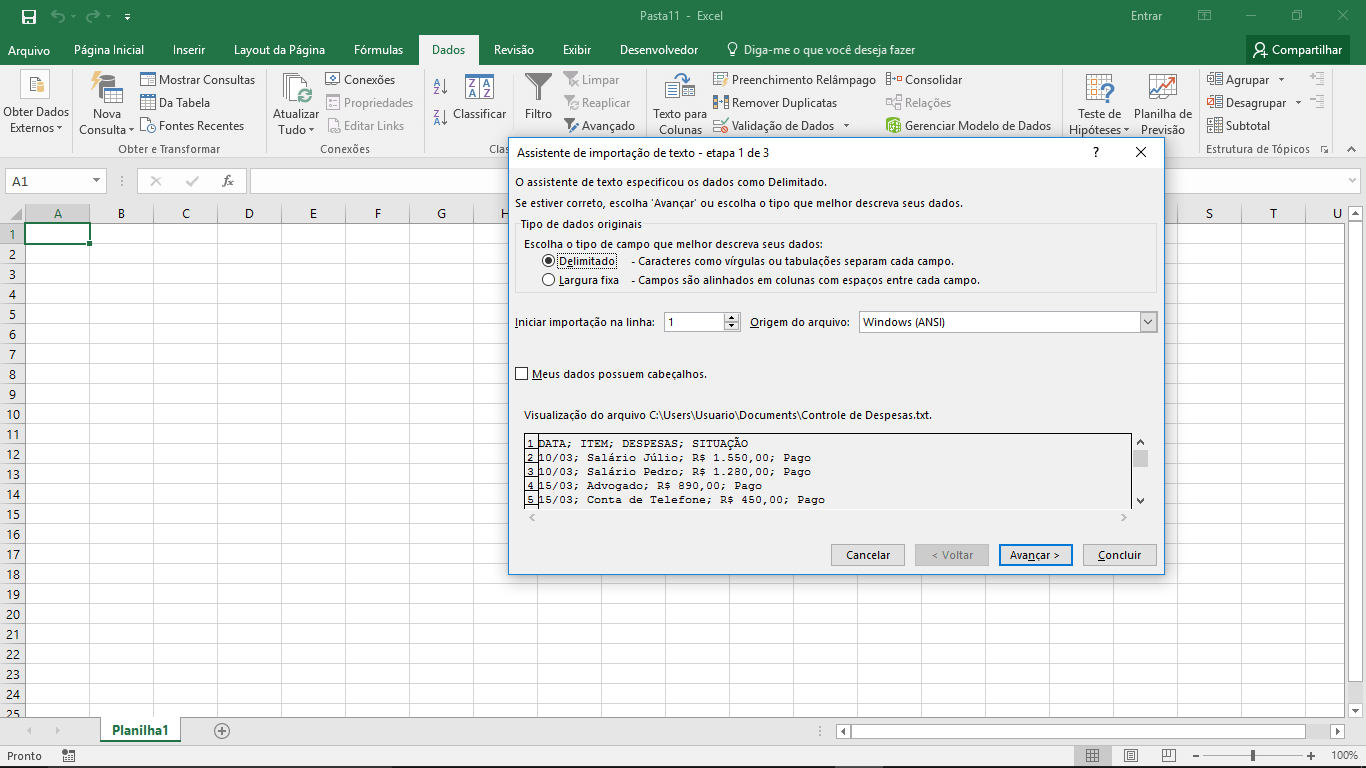 Pasta11 - Excel
Entrar
Arquivo Página Inicial Inserir Layout da Página Fórmulas Dados Revisão Exibir Desenvolvedor Diga-me o que você deseja fazer Compartilhar
Obter Dados Externos
Nova Consulta
Mostrar Consultas
Da Tabela
Fontes Recentes
Obter e Transformar
Atualizar Tudo
Conexões
Propriedades
Editar Links
Conexões
Classificar
Filtro
Limpar
Reaplicar
Avançado
Clas
Texto para Colunas
Preenchimento Relâmpago
Remover Duplicatas
Validação de Dados
Consolidar
Relações
Gerenciar Modelo de Dados
Teste de Hipóteses
Planilha de Previsão
Agrupar
Desagrupar
Subtotal
Estrutura de Tópicos
A1
fx
A B C D E F G H S T U
1
2
3
4
5
6
7
8
9
10
11
12
13
14
15
16
17
18
19
20
21
22
23
24
25
Assistente de importação de texto - etapa 1 de 3 ?
O assistente de texto especificou os dados como Delimitado.
Se estiver correto, escolha 'Avançar' ou escolha o tipo que melhor descreva seus dados.
Tipo de dados originais
Escolha o tipo de campo que melhor descreva seus dados:
Delimitado - Caracteres como vírgulas ou tabulações separam cada campo.
Largura fixa - Campos são alinhados em colunas com espaços entre cada campo.
Iniciar importação na linha: 1 Origem do arquivo: Windows (ANSI)
Meus dados possuem cabeçalhos.
Visualização do arquivo C:\Users\Usuario\Documents\Controle de Despesas.txt.
1 DATA; ITEM; DESPESAS; SITUAÇÃO
2 10/03; Salário Júlio; R$ 1.550,00; Pago
3 10/03; Salário Pedro; R$ 1.280,00; Pago
4 15/03; Advogado; R$ 890,00; Pago
5 15/03; Conta de Telefone; R$ 450,00; Pago
Cancelar < Voltar Avançar > Concluir
Planilha1
Pronto
100%